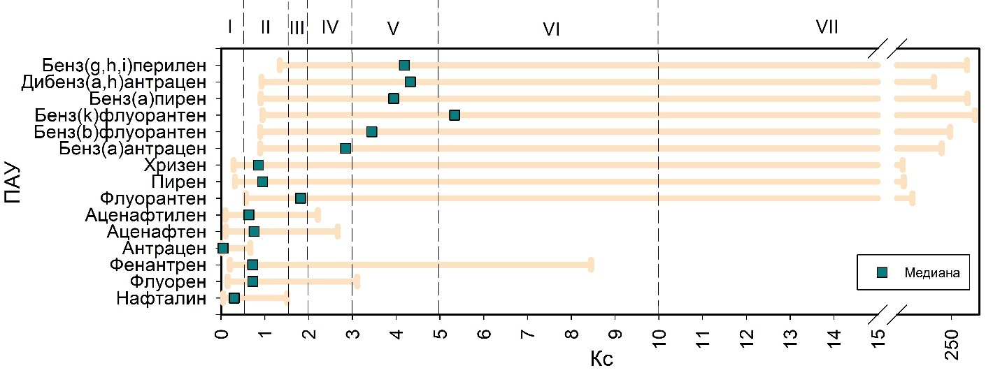 I II III IV V VI VII
Бенз(g,h,i)перилен
Дибенз(a,h)антрацен
Бенз(a)пирен
Бенз(k)флуорантен
Бенз(b)флуорантен
Бенз(a)антрацен
Хризен
Пирен
Флуорантен
Аценафтилен
Аценафтен
Антрацен
Фенантрен
Флуорен
Нафталин
ПАУ
Медиана
0 1 2 3 4 5 6 7 8 9 10 11 12 13 14 15 250
Кс